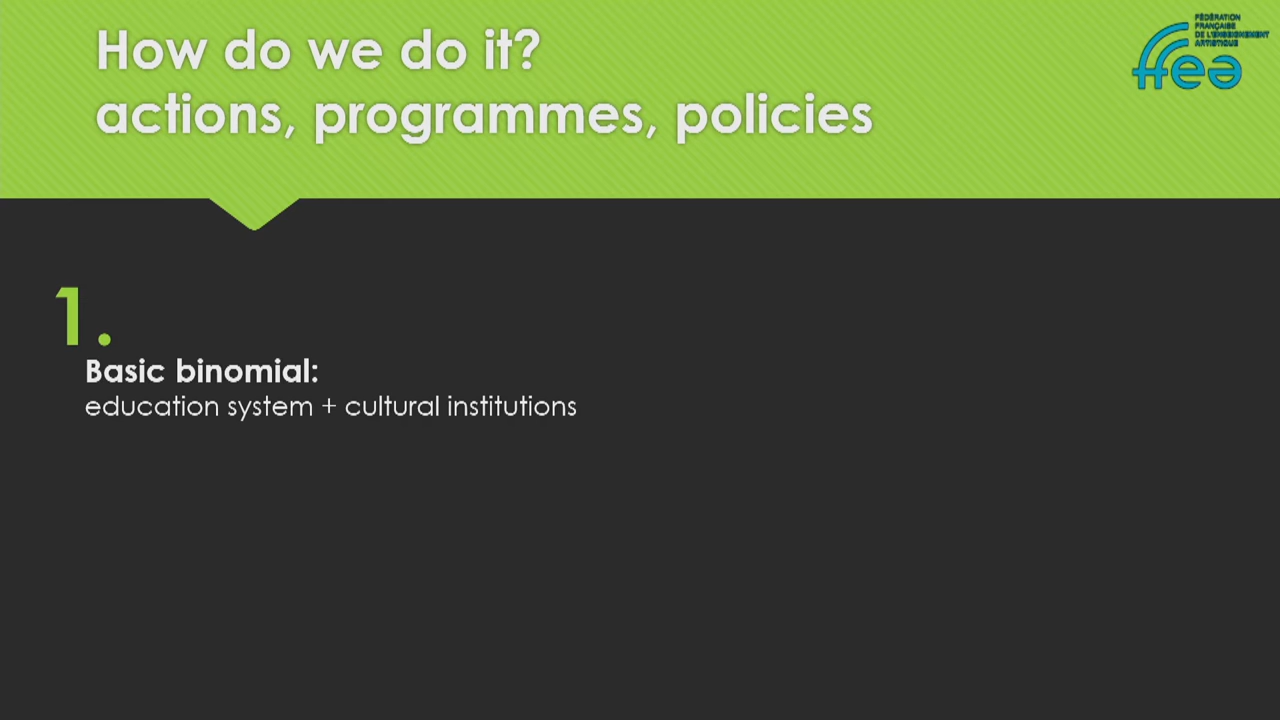 How do we do it?
actions, programmes, policies
FÉDÉRATION
FRANÇAISE
DE L'ENSEIGNEMENT
ARTISTIQUE
ffea
1.
Basic binomial:
education system + cultural institutions